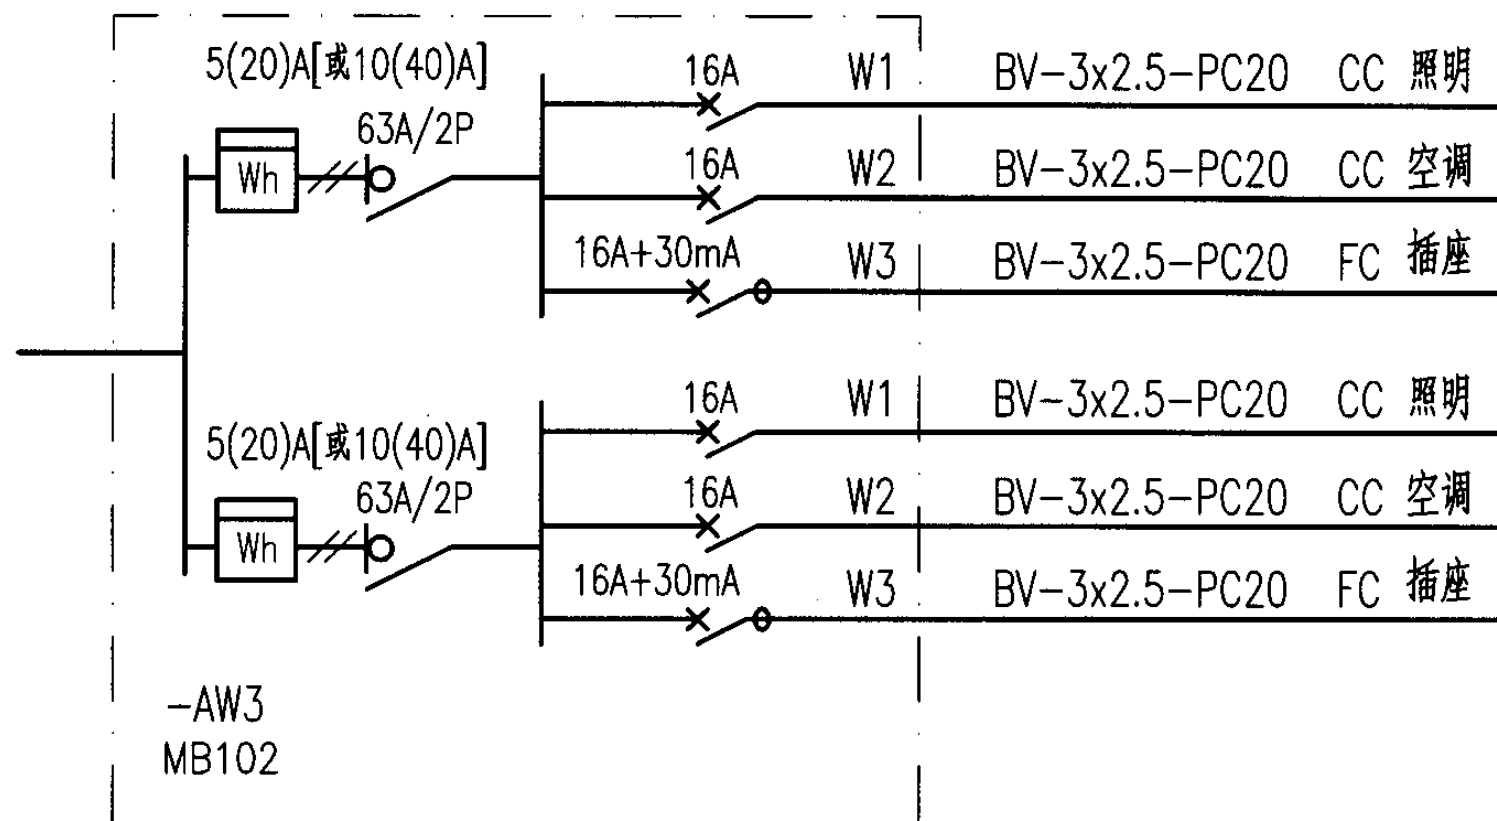 5(20)A[或10(40)A]
63A/2P
Wh
16A W1 BV-3x2.5-PC20 CC 照明
16A W2 BV-3x2.5-PC20 CC 空调
16A+30mA W3 BV-3x2.5-PC20 FC 插座
5(20)A[或10(40)A]
63A/2P
Wh
16A W1 BV-3x2.5-PC20 CC 照明
16A W2 BV-3x2.5-PC20 CC 空调
16A+30mA W3 BV-3x2.5-PC20 FC 插座
-AW3
MB102